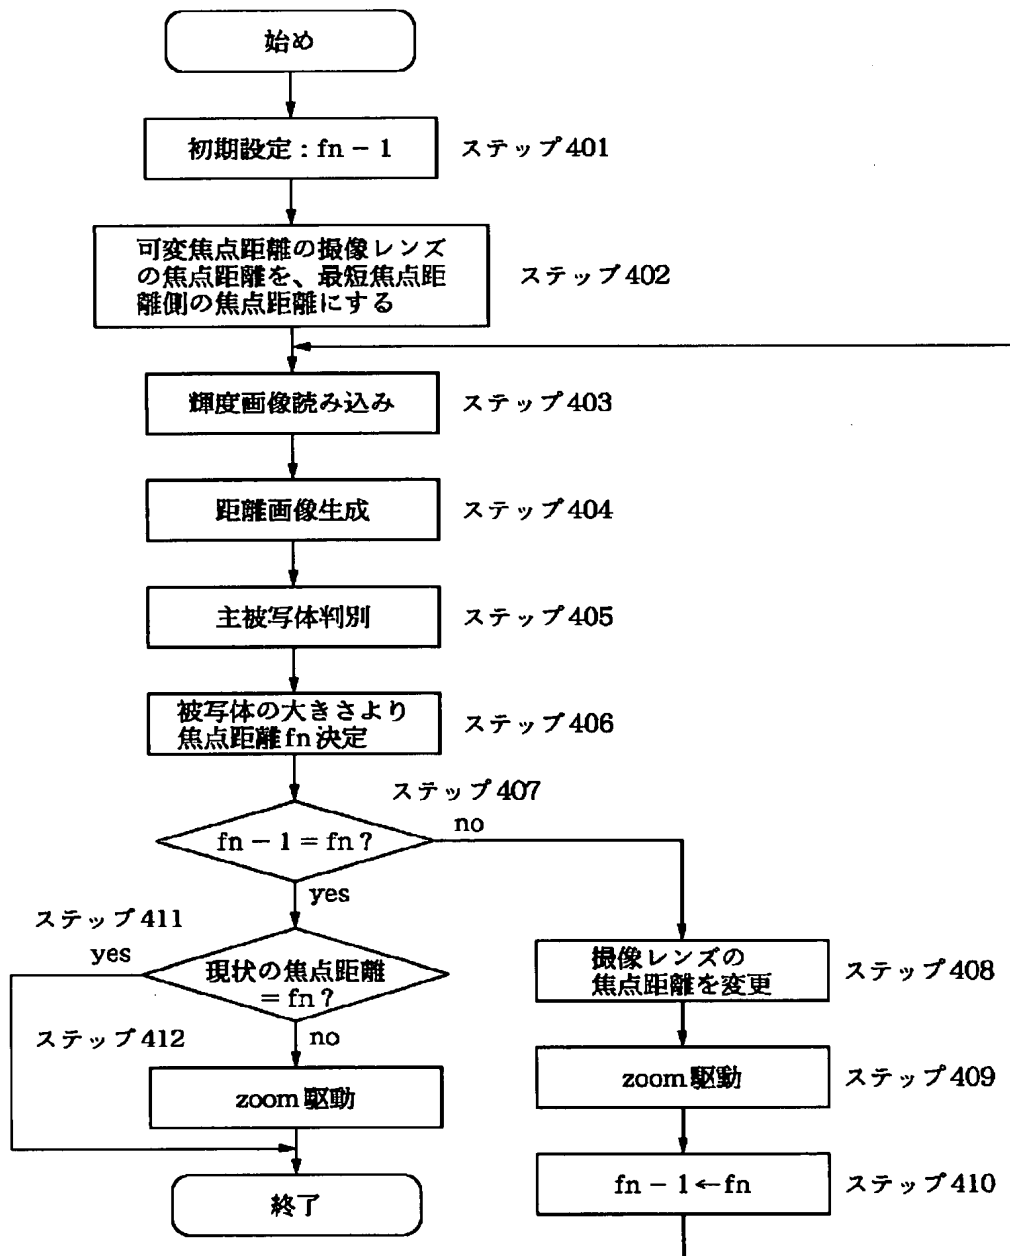 始め
初期設定:fn－1
ステップ401
可変焦点距離の撮像レンズ
の焦点距離を、最短焦点距
離側の焦点距離にする
ステップ402
輝度画像読み込み
ステップ403
距離画像生成
ステップ404
主被写体判別
ステップ405
被写体の大きさより
焦点距離fn決定
ステップ406
ステップ407
fn－1＝fn？
no
yes
ステップ411
yes
現状の焦点距離
＝fn？
撮像レンズの
焦点距離を変更
ステップ408
ステップ412
no
zoom駆動
zoom駆動
ステップ409
fn－1←fn
ステップ410
終了